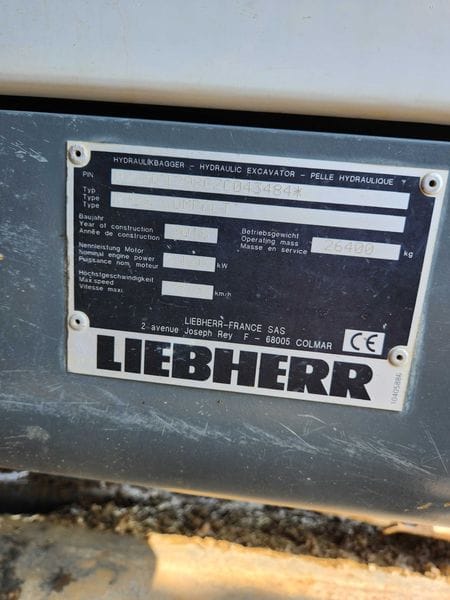 HYDRAULIKBAGGER - HYDRAULIC EXCAVATOR - PELLE HYDRAULIQUE
PIN
C043484*
Typ
Type
Type
Baujahr
Year of construction
Année de construction
Betriebsgewicht
Operating mass
Masse en service
26400
kg
Nennleistung Motor
Nominal engine power
Puissance nom. moteur
kW
Höchstgeschwindigkeit
Max.speed
Vitesse maxi.
km/h
LIEBHERR-FRANCE SAS
2 avenue Joseph Rey F - 68005 COLMAR
CE
LIEBHERR